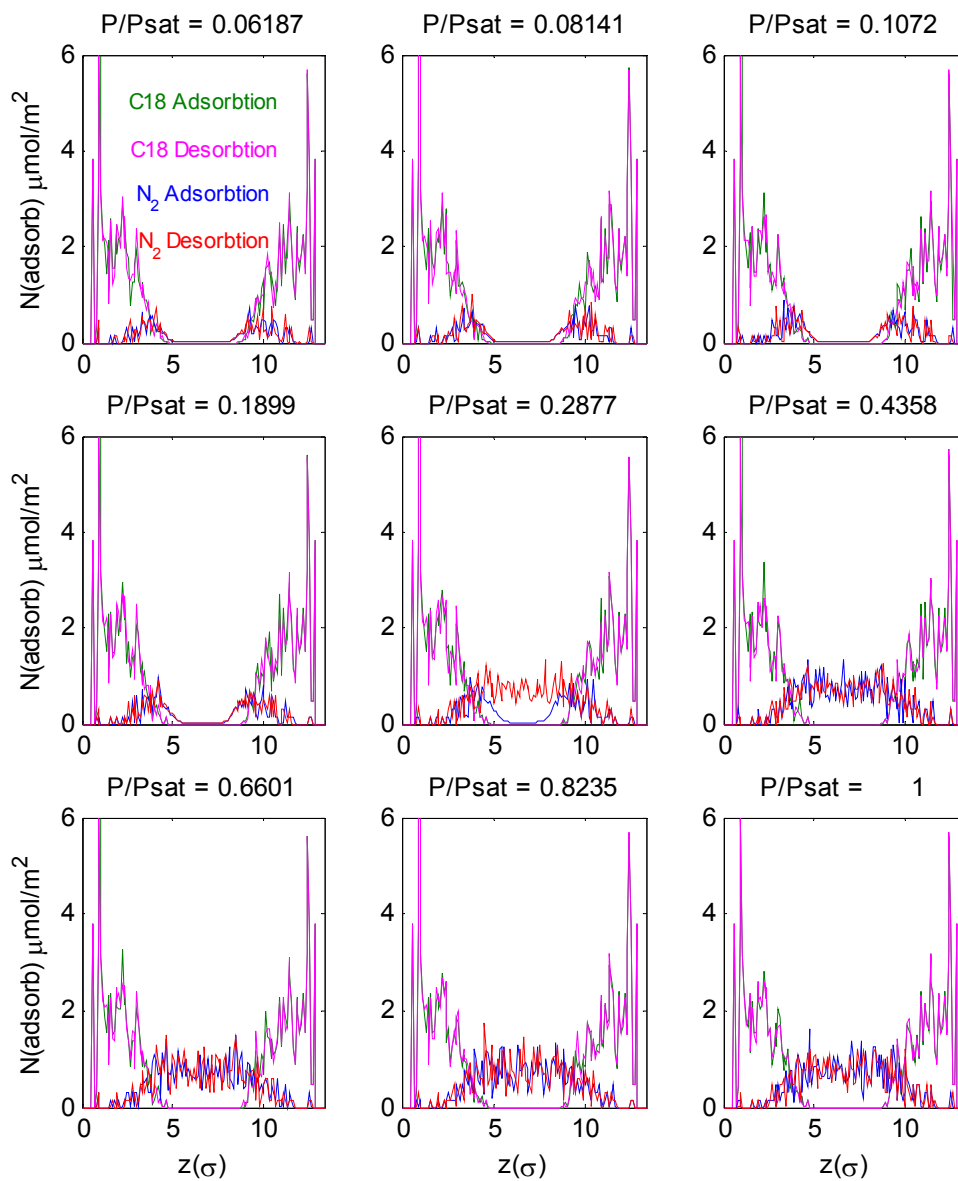 P/Psat = 0.06187
P/Psat = 0.08141
P/Psat = 0.1072
N(adsorb) μmol/m²
6
4
2
0
C18 Adsorbtion
C18 Desorbtion
N₂ Adsorbtion
N₂ Desorbtion
0 5 10
6
4
2
0
0 5 10
6
4
2
0
0 5 10
P/Psat = 0.1899
P/Psat = 0.2877
P/Psat = 0.4358
N(adsorb) μmol/m²
6
4
2
0
0 5 10
6
4
2
0
0 5 10
6
4
2
0
0 5 10
P/Psat = 0.6601
P/Psat = 0.8235
P/Psat = 1
N(adsorb) μmol/m²
6
4
2
0
0 5 10
z(σ)
6
4
2
0
0 5 10
z(σ)
6
4
2
0
0 5 10
z(σ)